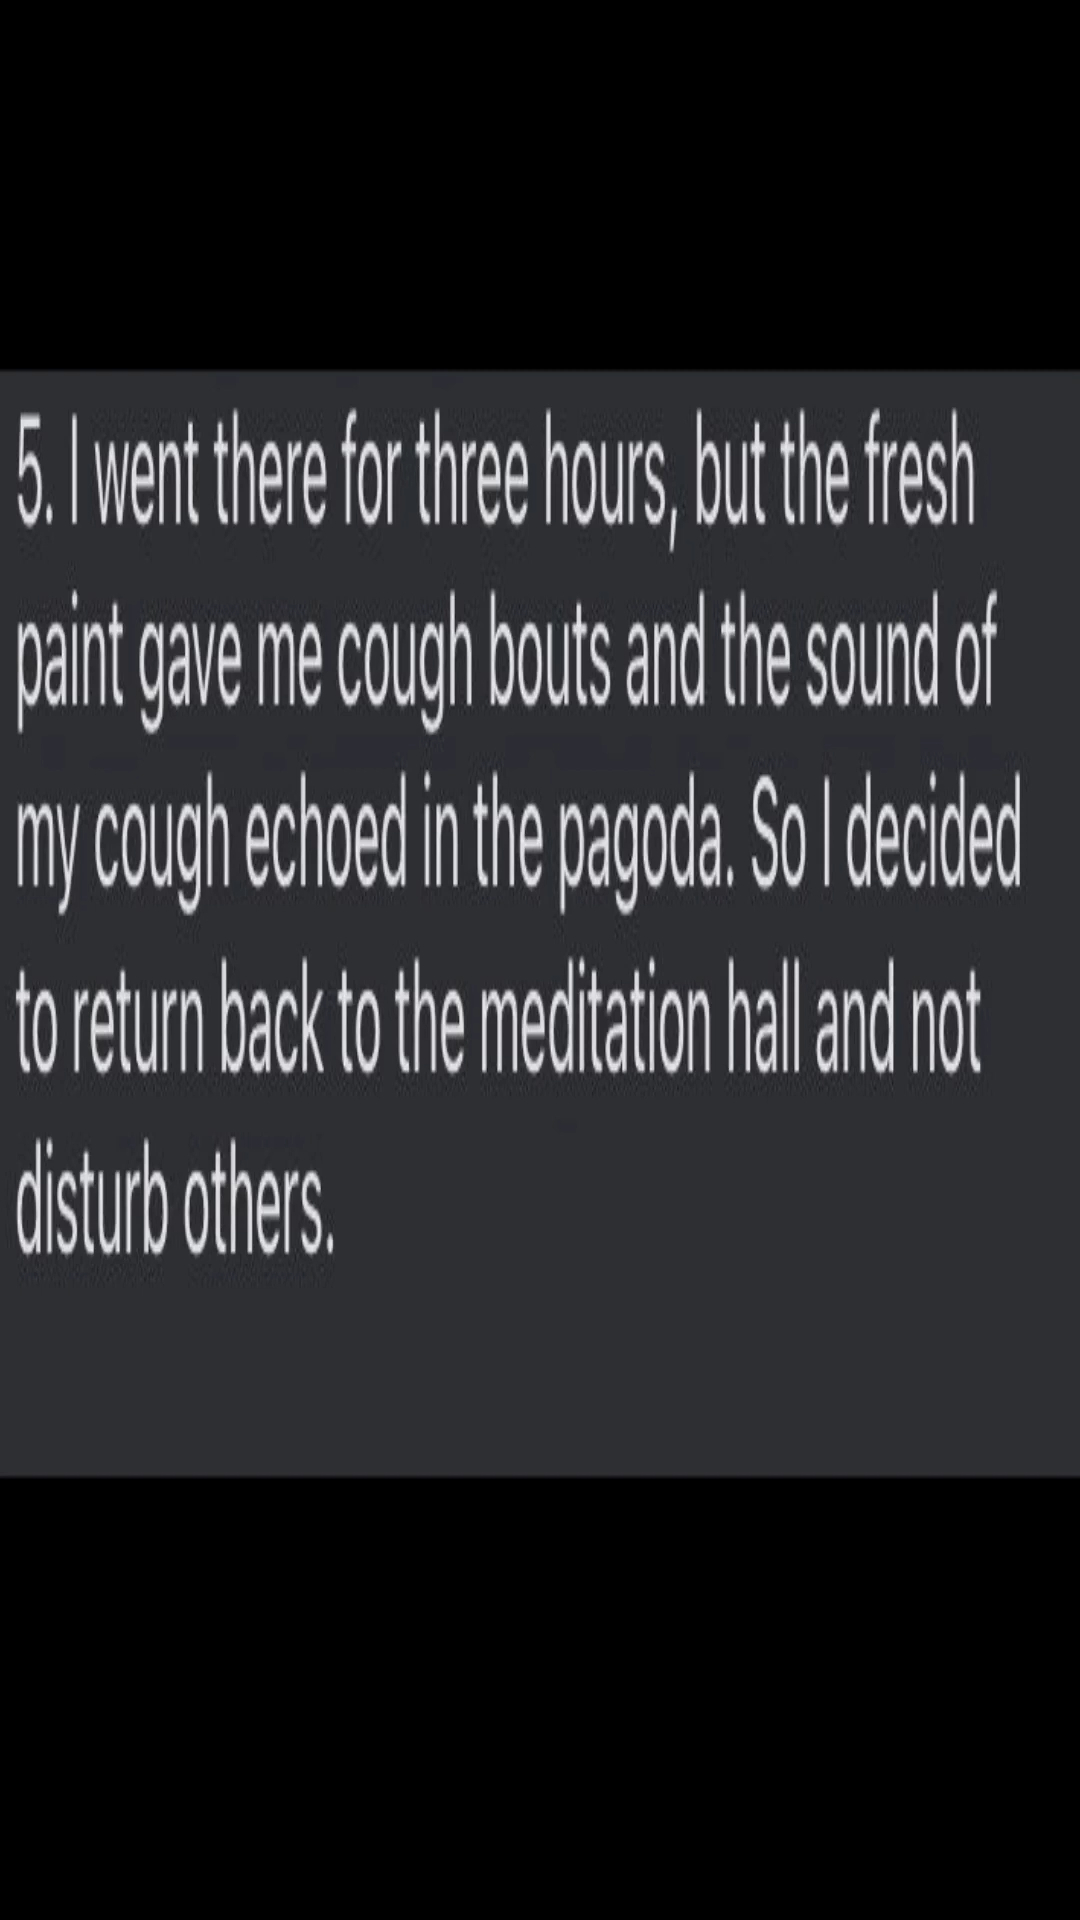 5. I went there for three hours, but the fresh
paint gave me cough bouts and the sound of
my cough echoed in the pagoda. So I decided
to return back to the meditation hall and not
disturb others.